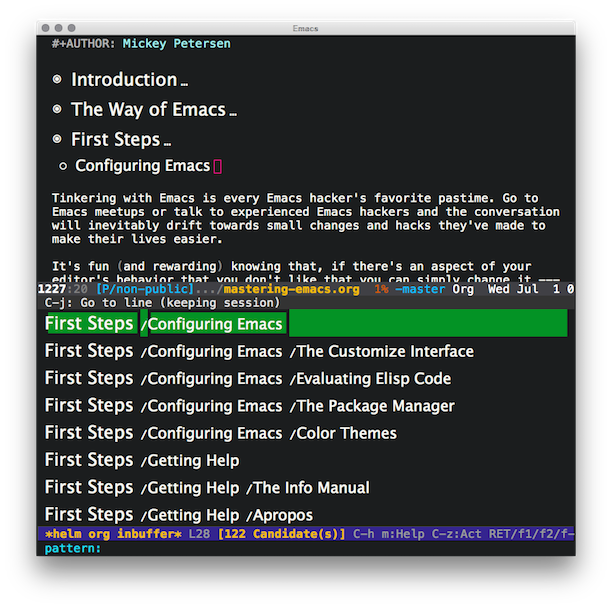 Emacs
#+AUTHOR: Mickey Petersen
Introduction…
The Way of Emacs…
First Steps…
Configuring Emacs
Tinkering with Emacs is every Emacs hacker's favorite pastime. Go to
Emacs meetups or talk to experienced Emacs hackers and the conversation
will inevitably drift towards small changes and hacks they've made to
make their lives easier.
It's fun (and rewarding) knowing that, if there's an aspect of your
editor's behavior that you don't like that you can simply change it ---
1227:20 [P/non-public].../mastering-emacs.org 1% -master Org Wed Jul 1 0
C-j: Go to line (keeping session)
First Steps /Configuring Emacs
First Steps /Configuring Emacs /The Customize Interface
First Steps /Configuring Emacs /Evaluating Elisp Code
First Steps /Configuring Emacs /The Package Manager
First Steps /Configuring Emacs /Color Themes
First Steps /Getting Help
First Steps /Getting Help /The Info Manual
First Steps /Getting Help /Apropos
*helm org inbuffer* L28 [122 Candidate(s)] C-h m:Help C-z:Act RET/f1/f2/f-
pattern: